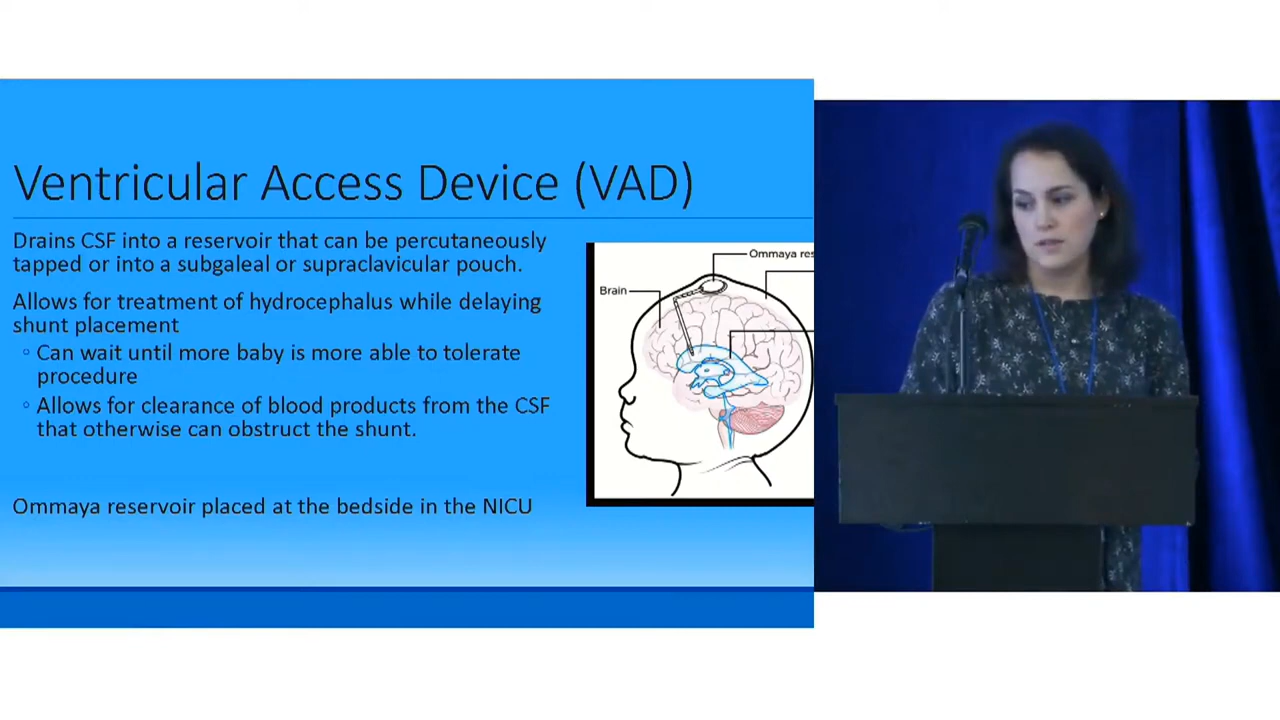 Ventricular Access Device (VAD)
Drains CSF into a reservoir that can be percutaneously
tapped or into a subgaleal or supraclavicular pouch.
Allows for treatment of hydrocephalus while delaying
shunt placement
◦ Can wait until more baby is more able to tolerate
procedure
◦ Allows for clearance of blood products from the CSF
that otherwise can obstruct the shunt.
Ommaya reservoir placed at the bedside in the NICU
Ommaya res
Brain